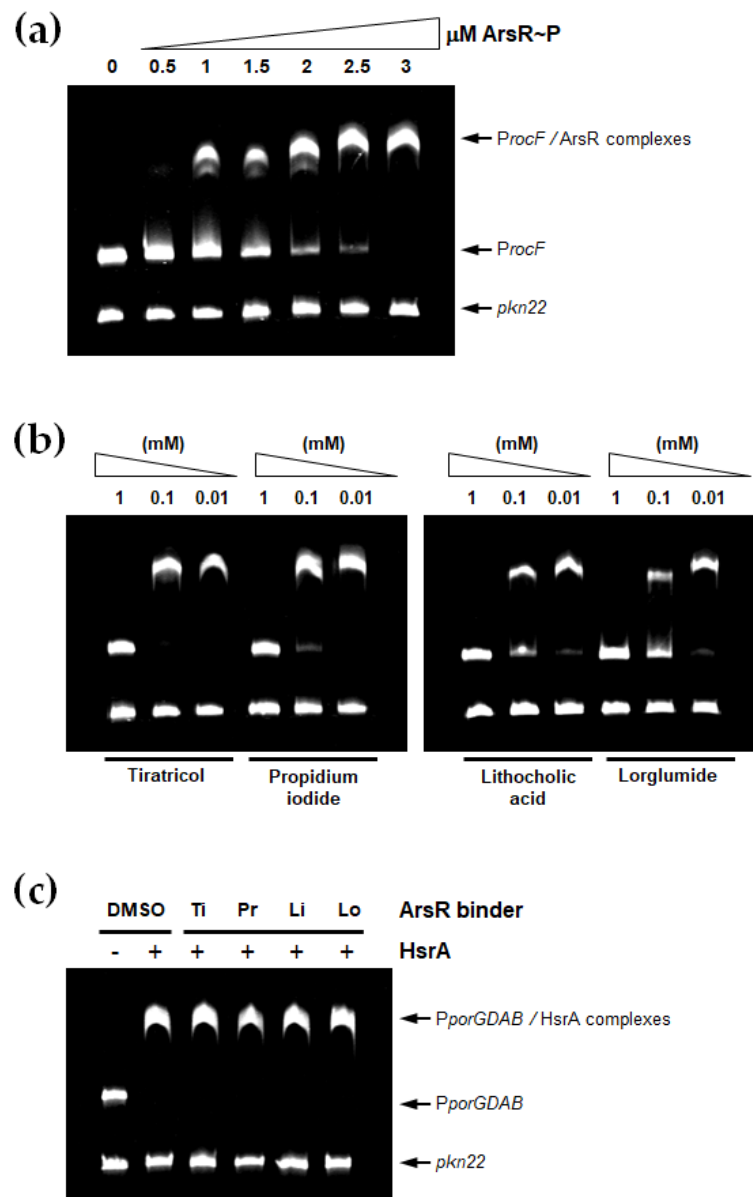 (a)
μM ArsR~P
0 0.5 1 1.5 2 2.5 3
ProcF / ArsR complexes
ProcF
pkn22
(b)
(mM) (mM) (mM) (mM)
1 0.1 0.01 1 0.1 0.01 1 0.1 0.01 1 0.1 0.01
Tiratricol Propidium Lithocholic Lorglumide
iodide acid
(c)
DMSO Ti Pr Li Lo ArsR binder
- + + + + + HsrA
PporGDAB / HsrA complexes
PporGDAB
pkn22